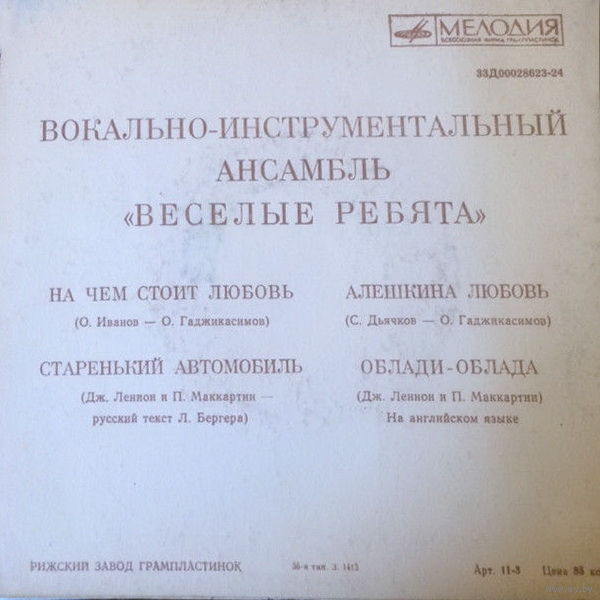 МЕЛОДИЯ
ВСЕСОЮЗНАЯ ФИРМА ГРАМПЛАСТИНОК
33Д00028623-24
ВОКАЛЬНО-ИНСТРУМЕНТАЛЬНЫЙ
АНСАМБЛЬ
«ВЕСЕЛЫЕ РЕБЯТА»
НА ЧЕМ СТОИТ ЛЮБОВЬ
(О. Иванов — О. Гаджикасимов)
СТАРЕНЬКИЙ АВТОМОБИЛЬ
(Дж. Леннон и П. Маккартни —
русский текст Л. Бергера)
АЛЕШКИНА ЛЮБОВЬ
(С. Дьячков — О. Гаджикасимов)
ОБЛАДИ-ОБЛАДА
(Дж. Леннон и П. Маккартни)
На английском языке
РИЖСКИЙ ЗАВОД ГРАМПЛАСТИНОК
тип. З.
Арт. 11-3
Цена